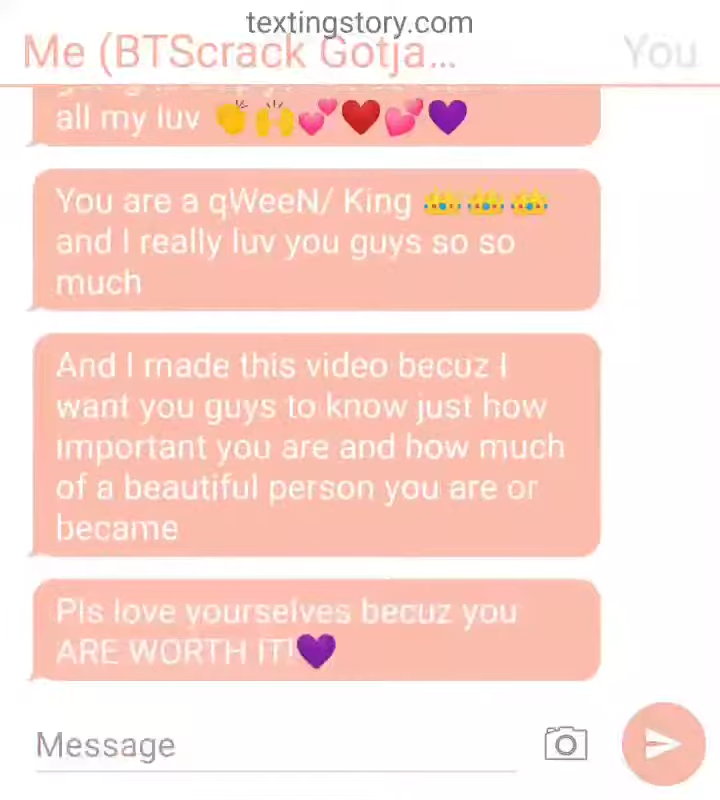 textingstory.com
Me (BTScrack Gotja...
You
all my luv 👏🙌💕❤️💕💜
You are a qWeeN/ King 👑👑👑
and I really luv you guys so so
much
And I made this video becuz I
want you guys to know just how
important you are and how much
of a beautiful person you are or
became
Pls love yourselves becuz you
ARE WORTH IT!💜
Message